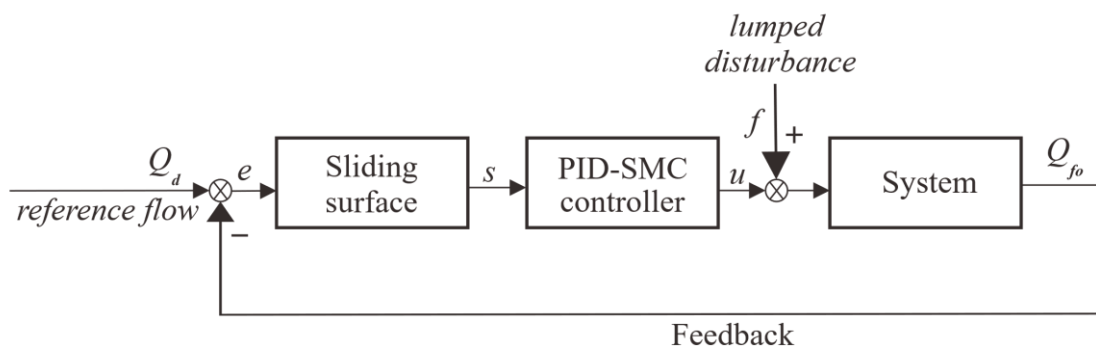 lumped
disturbance
f
+
Q_d
e
Sliding
surface
s
PID-SMC
controller
u
System
Q_fo
reference flow
−
Feedback